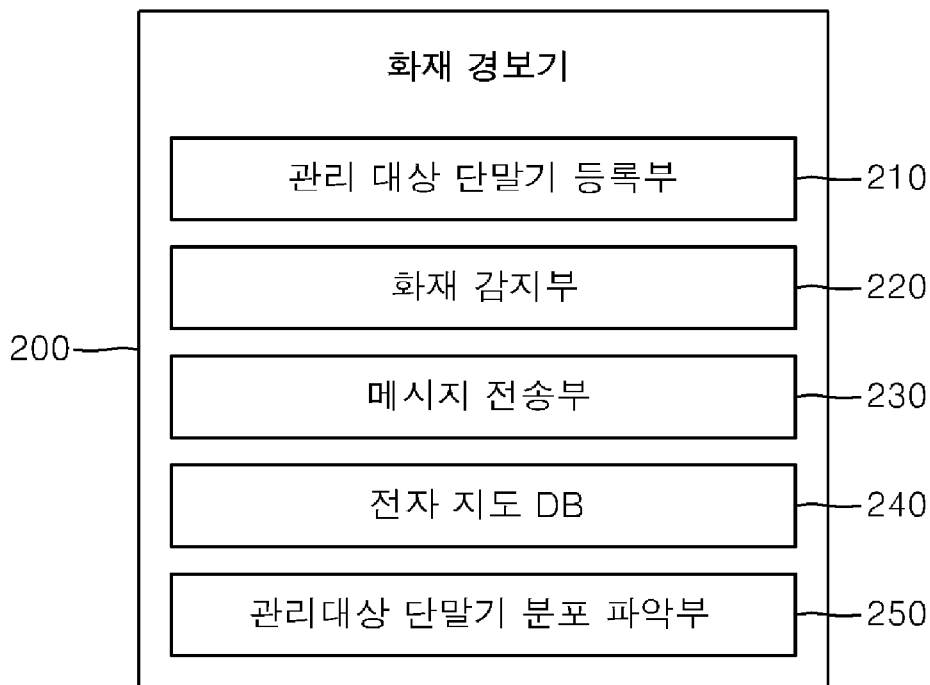 화재 경보기
관리 대상 단말기 등록부
210
화재 감지부
220
200
메시지 전송부
230
전자 지도 DB
240
관리대상 단말기 분포 파악부
250